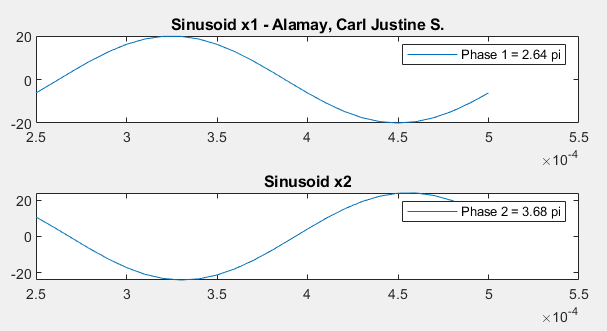 Sinusoid x1 - Alamay, Carl Justine S.
20
0
-20
Phase 1 = 2.64 pi
2.5 3 3.5 4 4.5 5 5.5
×10-4
Sinusoid x2
20
0
-20
Phase 2 = 3.68 pi
2.5 3 3.5 4 4.5 5 5.5
×10-4